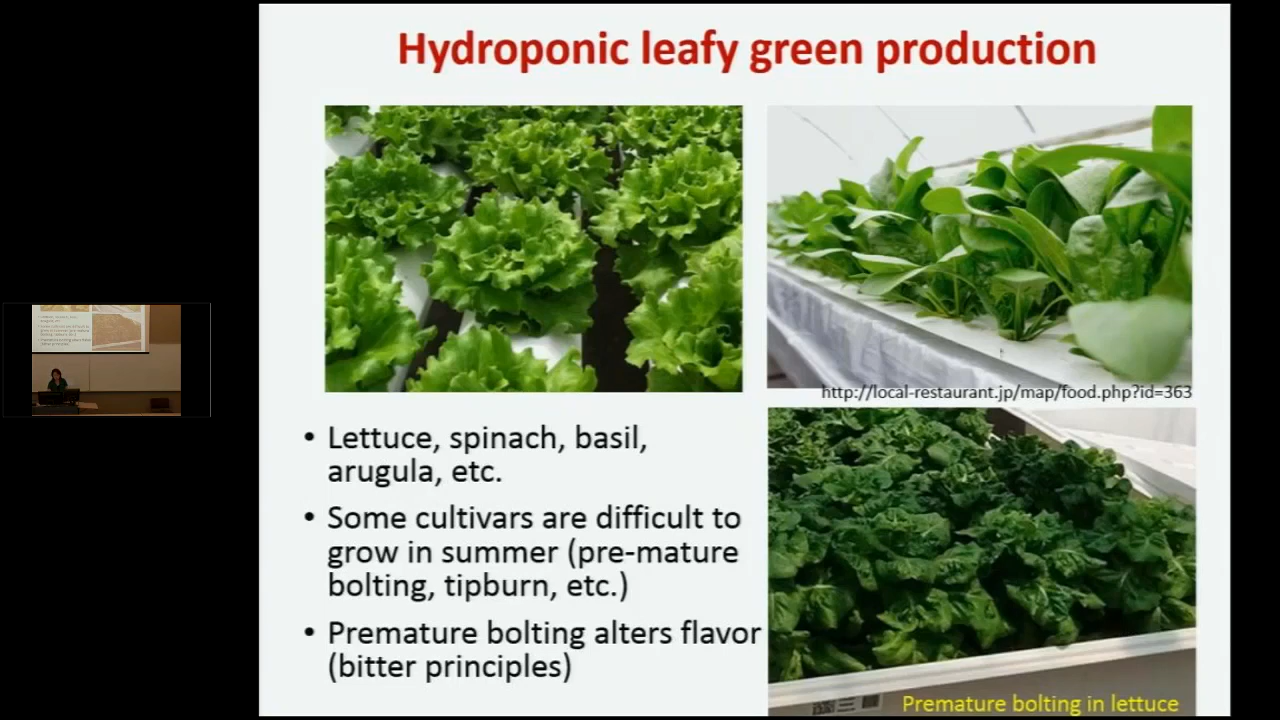 Hydroponic leafy green production
http://local-restaurant.jp/map/food.php?id=363
• Lettuce, spinach, basil,
arugula, etc.
• Some cultivars are difficult to
grow in summer (pre-mature
bolting, tipburn, etc.)
• Premature bolting alters flavor
(bitter principles)
Premature bolting in lettuce